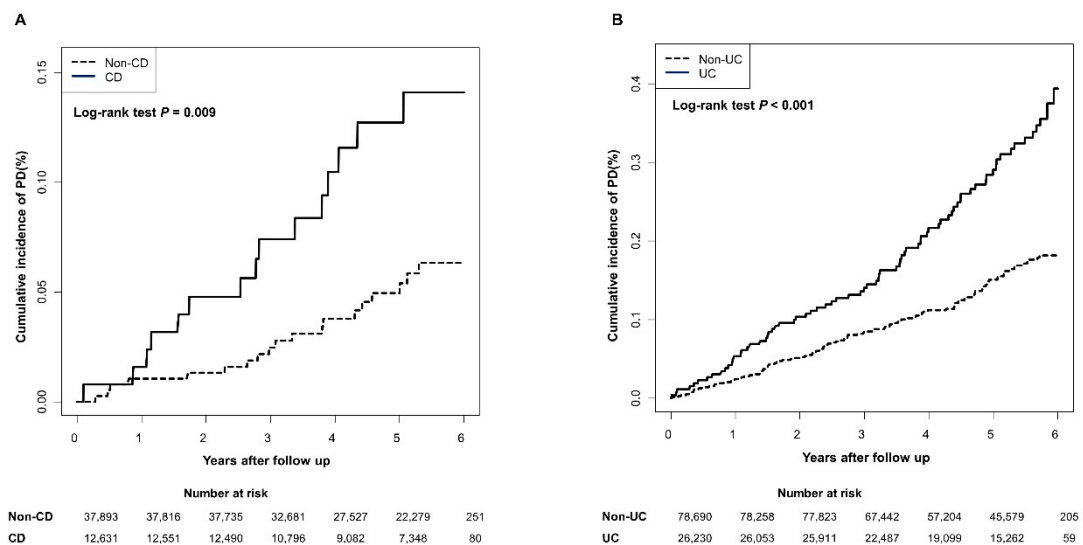 A
Non-CD
CD
Log-rank test P = 0.009
Cumulative incidence of PD(%)
0.15
0.10
0.05
0.00
0 1 2 3 4 5 6
Years after follow up
Number at risk
Non-CD 37,893 37,816 37,735 32,681 27,527 22,279 251
CD 12,631 12,551 12,490 10,796 9,082 7,348 80
B
Non-UC
UC
Log-rank test P < 0.001
Cumulative incidence of PD(%)
0.4
0.3
0.2
0.1
0.0
0 1 2 3 4 5 6
Years after follow up
Number at risk
Non-UC 78,690 78,258 77,823 67,442 57,204 45,579 205
UC 26,230 26,053 25,911 22,487 19,099 15,262 59